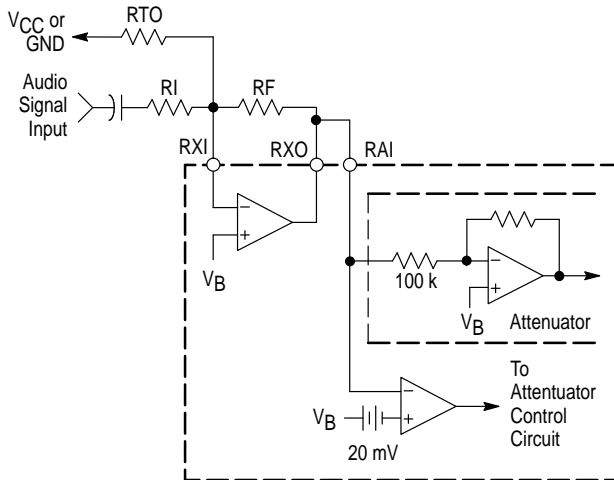 VCC or
GND
RTO
Audio
Signal
Input
RI
RF
RXI
RXO
RAI
–
+
VB
100 k
–
+
VB
Attenuator
VB
20 mV
–
+
To
Attentuator
Control
Circuit